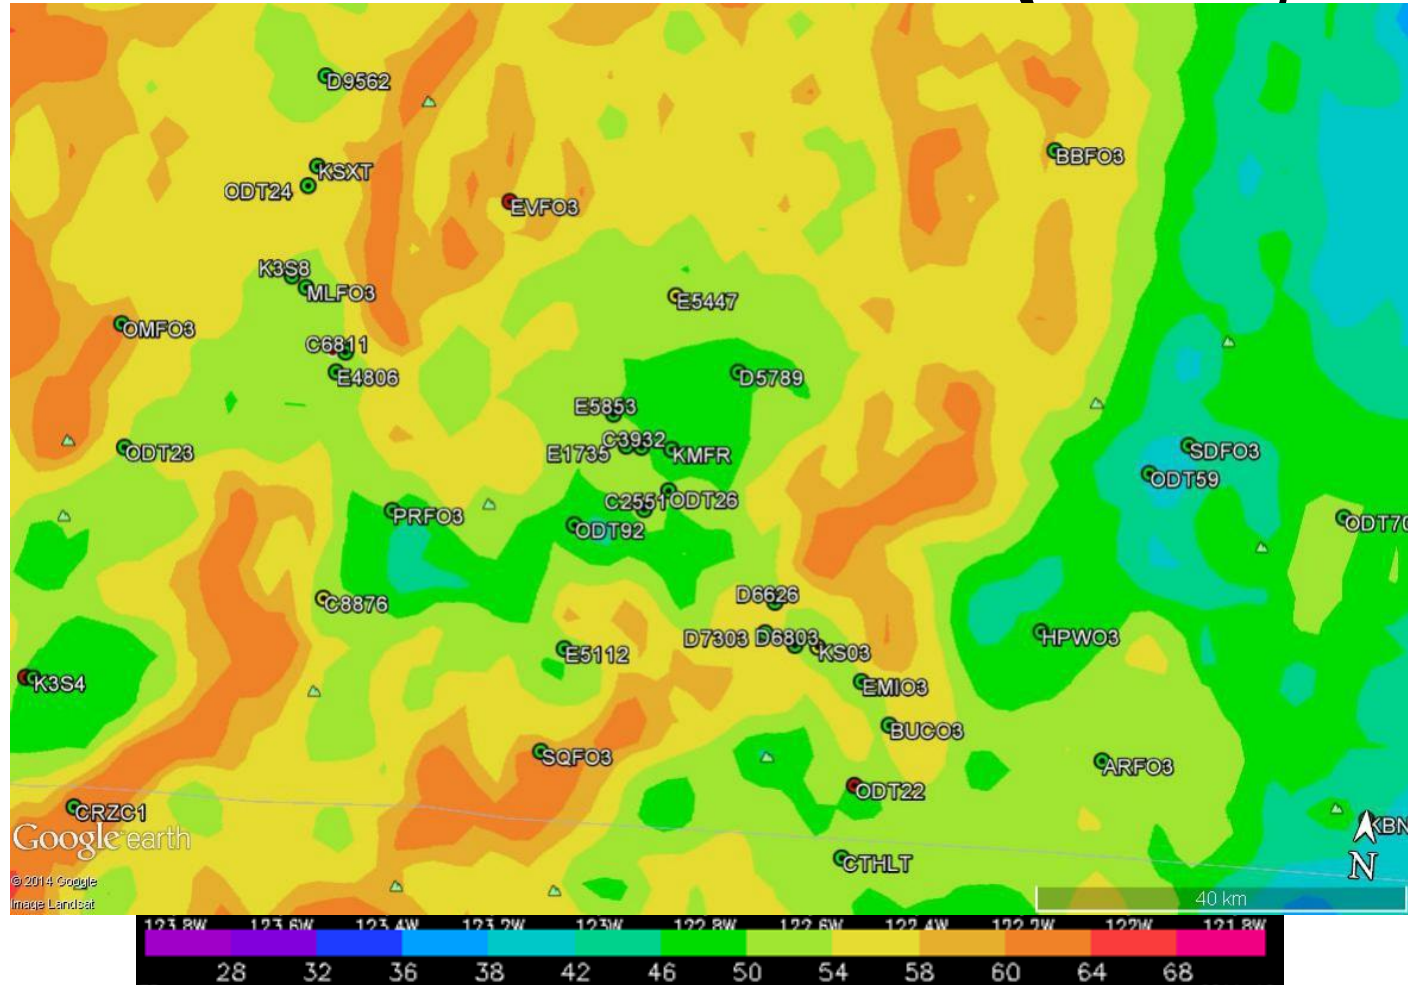 D9562
KSXT
BBFO3
ODT24
EVFO3
K3S8
MLFO3
E5447
OMFO3
C6811
E4806
D5789
E5853
C3932
E1735
KMFR
ODT23
SDFO3
ODT59
C2551
ODT26
PRFO3
ODT92
ODT70
D6626
C8876
D7303
D6803
KS03
HPWO3
E5112
K3S4
EMIO3
BUCO3
SQFO3
ARFO3
ODT22
CRZC1
KBN
Google earth
N
CTHLT
© 2014 Google
Image Landsat
40 km
123.8W 123.6W 123.4W 123.2W 123W 122.8W 122.6W 122.4W 122.2W 122W 121.8W
28 32 36 38 42 46 50 54 58 60 64 68